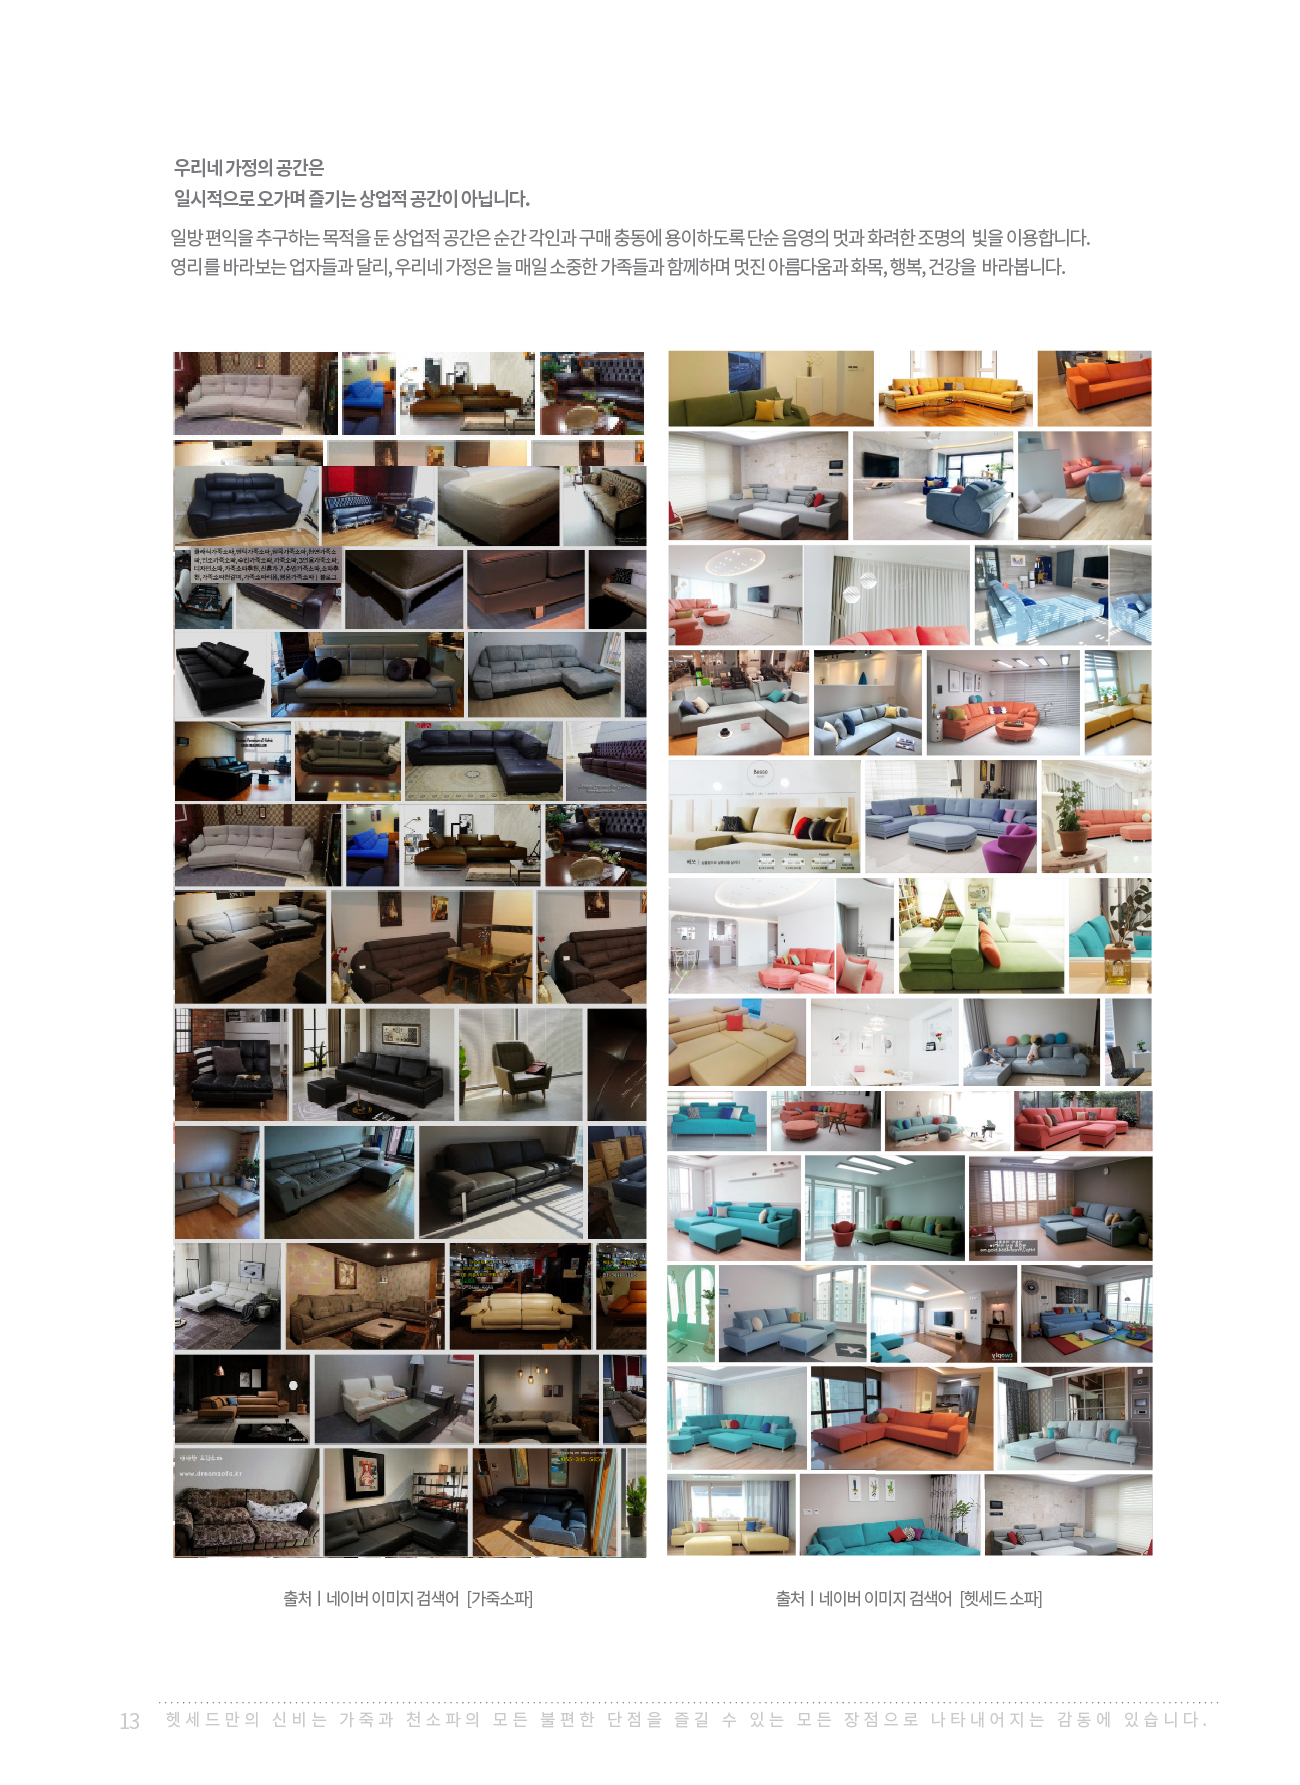 우리네 가정의 공간은
일시적으로 오가며 즐기는 상업적 공간이 아닙니다.
일방 편익을 추구하는 목적을 둔 상업적 공간은 순간 각인과 구매 충동에 용이하도록 단순 음영의 멋과 화려한 조명의 빛을 이용합니다.
영리를 바라보는 업자들과 달리, 우리네 가정은 늘 매일 소중한 가족들과 함께하며 멋진 아름다움과 화목, 행복, 건강을 바라봅니다.
Besso
베쏘
www.dreamsofa.kr
출처 | 네이버 이미지 검색어 [가죽소파]
출처 | 네이버 이미지 검색어 [헷세드 소파]
13 헷세드만의 신비는 가죽과 천소파의 모든 불편한 단점을 즐길 수 있는 모든 장점으로 나타내어지는 감동에 있습니다.